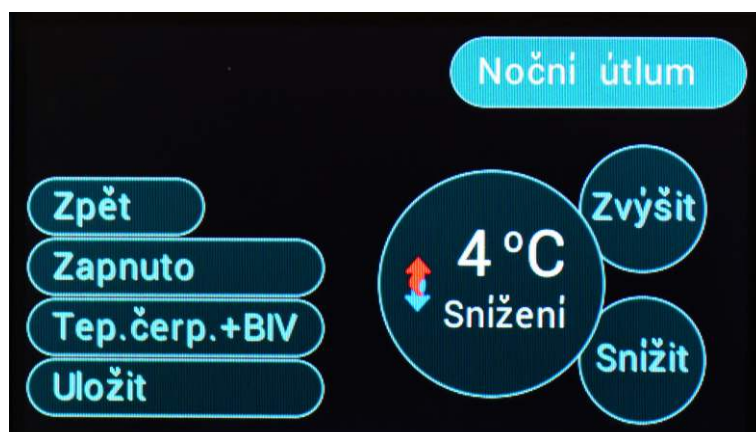 Noční útlum
Zpět
Zapnuto
Tep.čerp.+BIV
Uložit
4 °C
Snížení
Zvýšit
Snížit